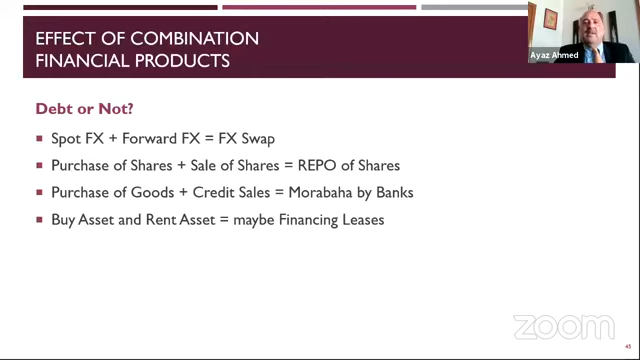 EFFECT OF COMBINATION
FINANCIAL PRODUCTS
Ayaz Ahmed
Debt or Not?
Spot FX + Forward FX = FX Swap
Purchase of Shares + Sale of Shares = REPO of Shares
Purchase of Goods + Credit Sales = Morabaha by Banks
Buy Asset and Rent Asset = maybe Financing Leases
zoom
45